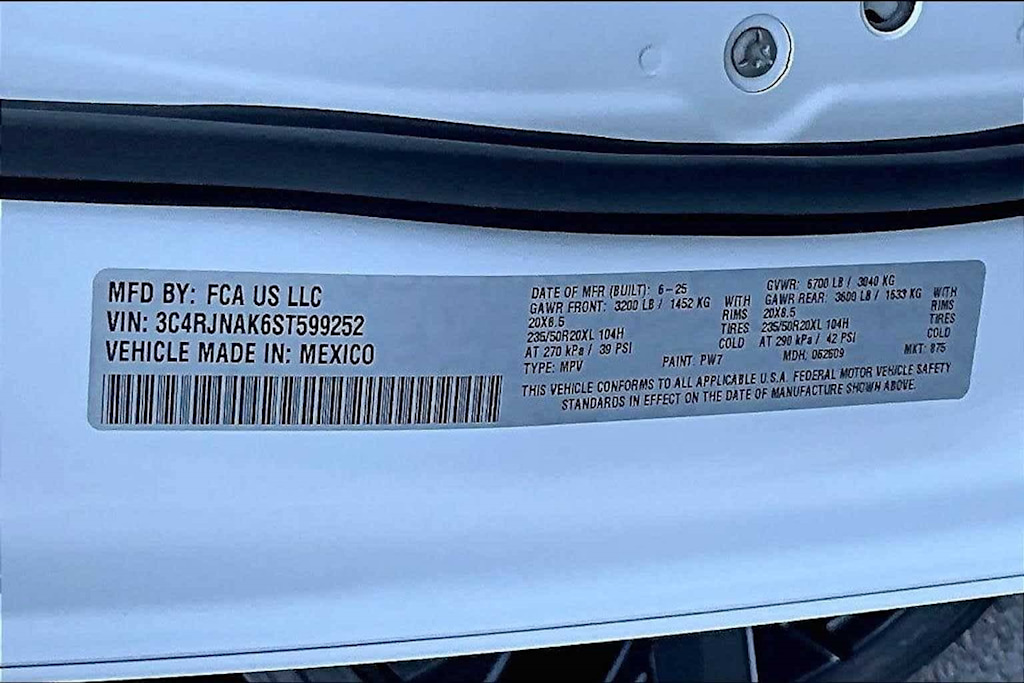 MFD BY: FCA US LLC
VIN: 3C4RJNAK6ST599252
VEHICLE MADE IN: MEXICO
DATE OF MFR (BUILT): 6-25
GAWR FRONT: 3200 LB / 1452 KG WITH
20X6.5 RIMS
235/50R20XL 104H TIRES
AT 270 kPa / 39 PSI COLD
TYPE: MPV PAINT: PW7
GVWR: 6700 LB / 3040 KG
GAWR REAR: 3600 LB / 1633 KG WITH
20X6.5 RIMS
235/50R20XL 104H TIRES
AT 290 kPa / 42 PSI COLD
MDH: 062609 MKT: 875
THIS VEHICLE CONFORMS TO ALL APPLICABLE U.S.A. FEDERAL MOTOR VEHICLE SAFETY
STANDARDS IN EFFECT ON THE DATE OF MANUFACTURE SHOWN ABOVE.